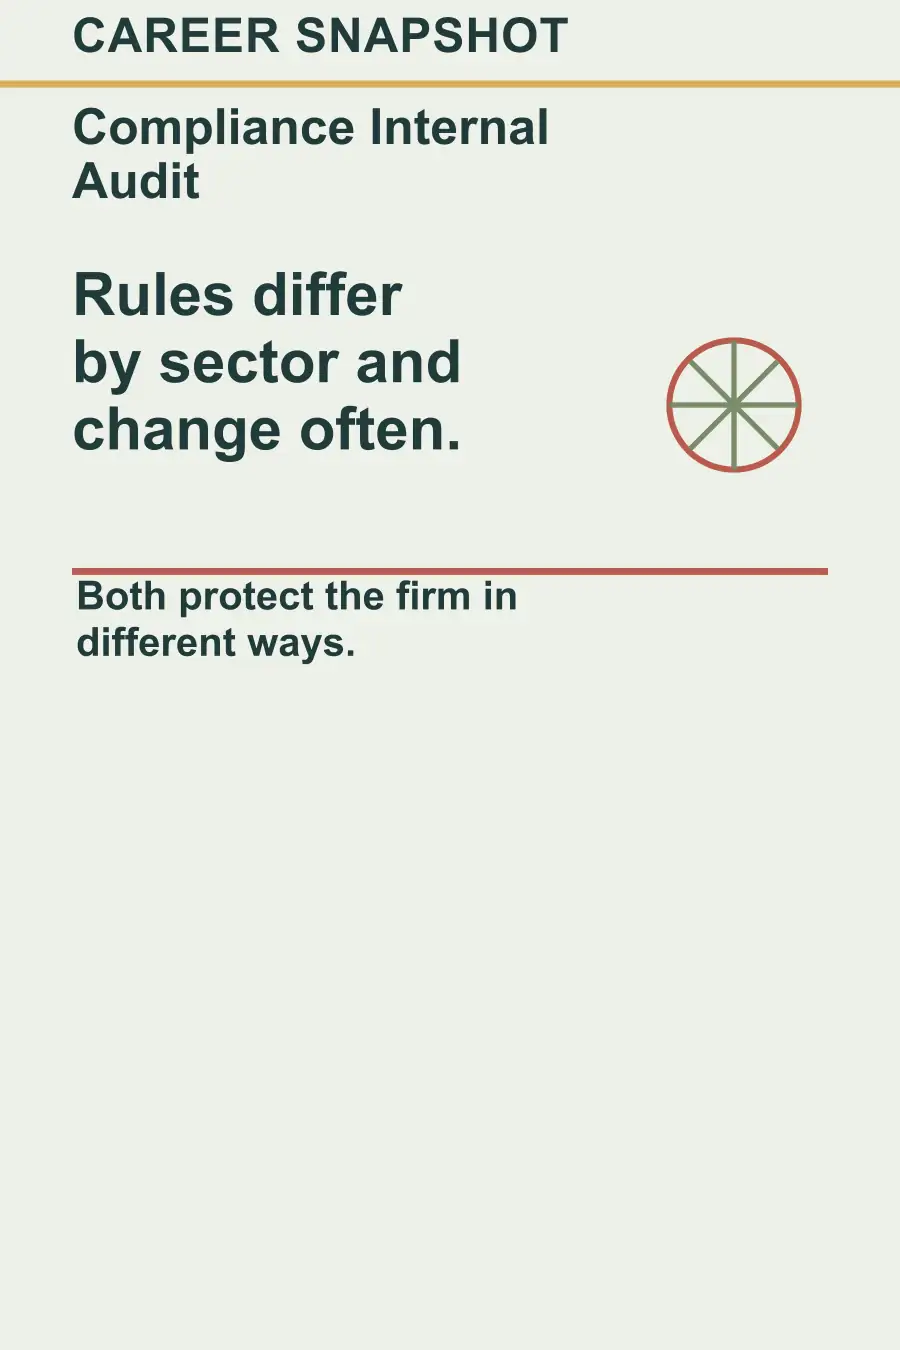 CAREER SNAPSHOT
Compliance Internal
Audit
Rules differ
by sector and
change often.
Both protect the firm in
different ways.